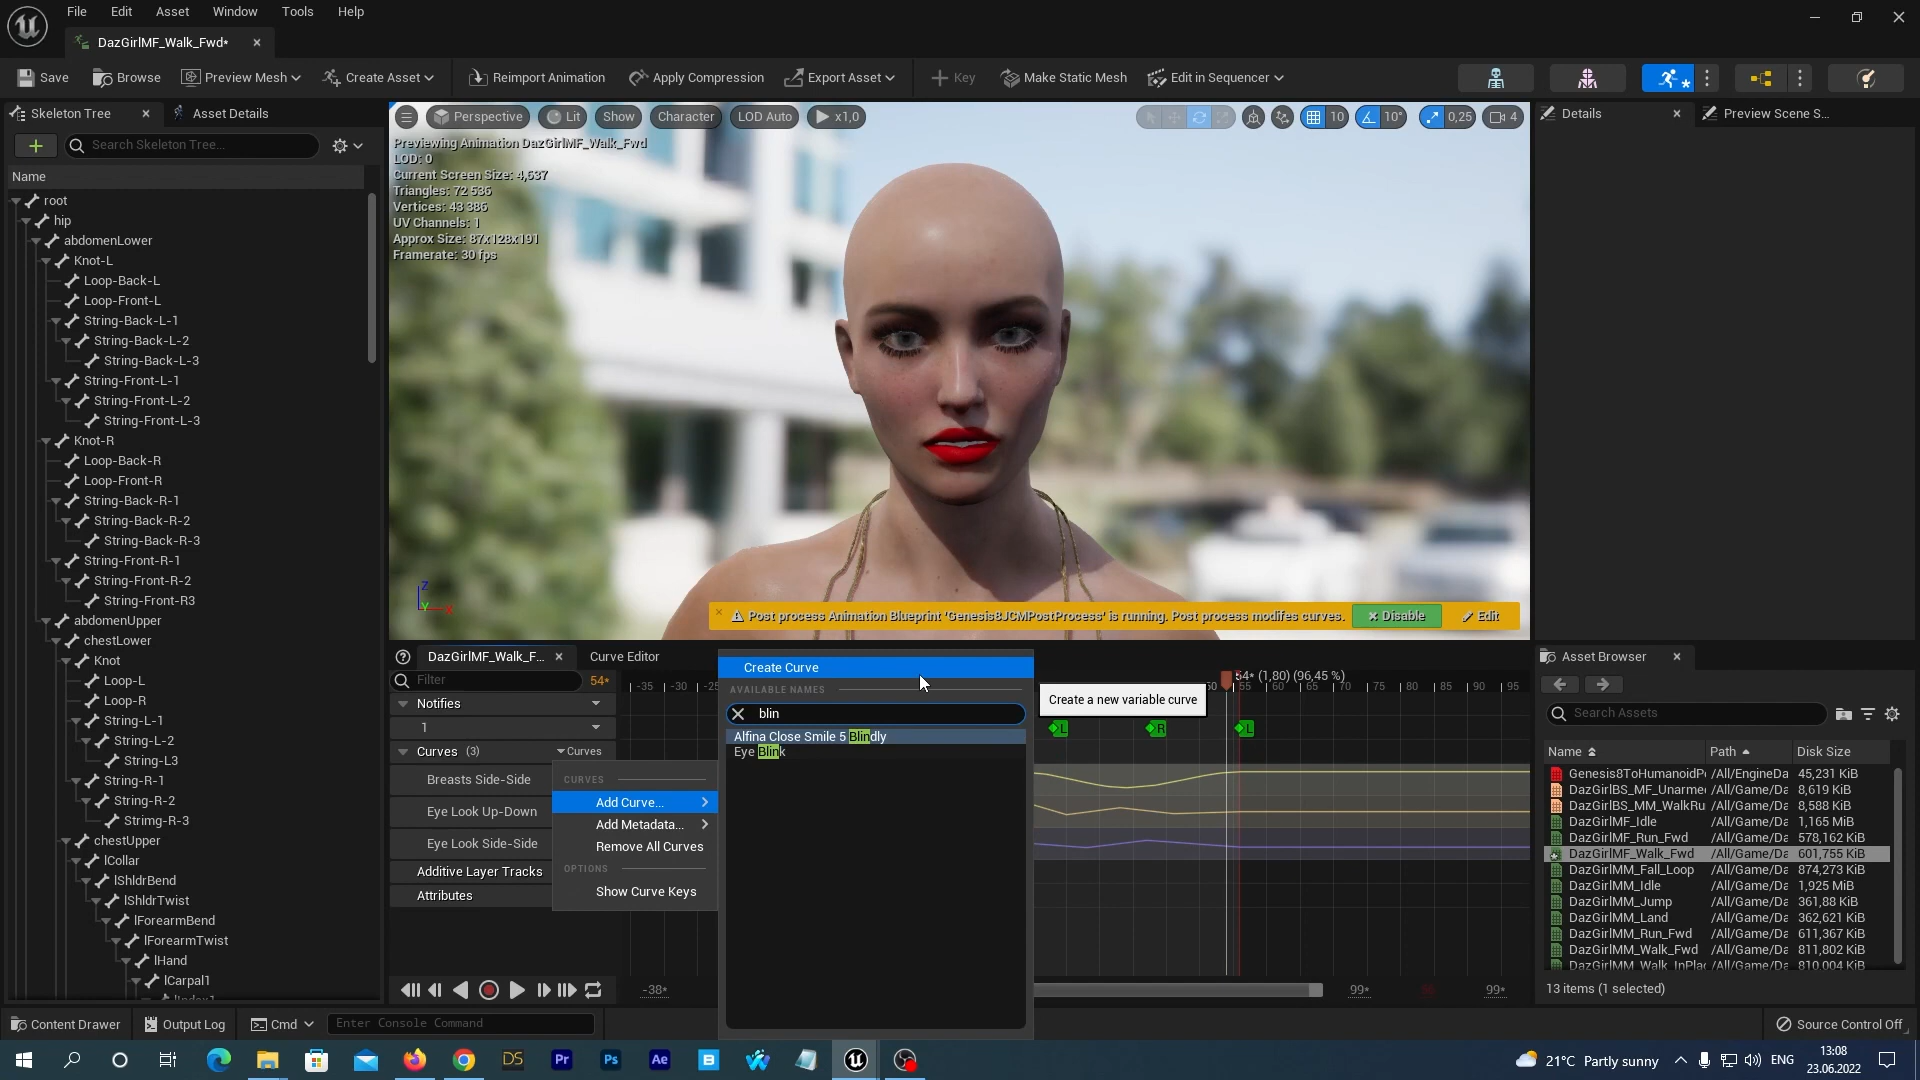 File Edit Asset Window Tools Help
DazGirlMF_Walk_Fwd*
Save Browse Preview Mesh Create Asset Reimport Animation Apply Compression Export Asset Key Make Static Mesh Edit in Sequencer
Skeleton Tree Asset Details
Search Skeleton Tree...
Name
root
hip
abdomenLower
Knot-L
Loop-Back-L
Loop-Front-L
String-Back-L-1
String-Back-L-2
String-Back-L-3
String-Front-L-1
String-Front-L-2
String-Front-L-3
Knot-R
Loop-Back-R
Loop-Front-R
String-Back-R-1
String-Back-R-2
String-Back-R-3
String-Front-R-1
String-Front-R-2
String-Front-R3
abdomenUpper
chestLower
Knot
Loop-L
Loop-R
String-L-1
String-L-2
String-L3
String-R-1
String-R-2
Strimg-R-3
chestUpper
lCollar
lShldrBend
lShldrTwist
lForearmBend
lForearmTwist
lHand
lCarpal1
Perspective Lit Show Character LOD Auto x1,0 10 10° 0,25 4
Previewing Animation DazGirlMF_Walk_Fwd
LOD: 0
Current Screen Size: 4,637
Triangles: 72 536
Vertices: 43 386
UV Channels: 1
Approx Size: 87x128x191
Framerate: 30 fps
Z
Y X
Post process Animation Blueprint 'Genesis8JCMPostProcess' is running. Post process modifes curves. Disable Edit
DazGirlMF_Walk_F... Curve Editor
Filter 54*
-35 -30 -25
Notifies
1
Curves (3) Curves
Breasts Side-Side
Eye Look Up-Down
Eye Look Side-Side
Additive Layer Tracks
Attributes
CURVES
Add Curve...
Add Metadata...
Remove All Curves
OPTIONS
Show Curve Keys
Create Curve
AVAILABLE NAMES
blin
Alfina Close Smile 5 Blindly
Eye Blink
Create a new variable curve
54* (1,80) (96,45 %)
50 55 60 65 70 75 80 85 90 95
L R L
-38* 99* 99*
Details Preview Scene S...
Asset Browser
Search Assets
Name Path Disk Size
Genesis8ToHumanoidPo /All/EngineDa 45,231 KiB
DazGirlBS_MF_Unarmed /All/Game/Da 8,619 KiB
DazGirlBS_MM_WalkRu /All/Game/Da 8,588 KiB
DazGirlMF_Idle /All/Game/Da 1,165 MiB
DazGirlMF_Run_Fwd /All/Game/Da 578,162 KiB
DazGirlMF_Walk_Fwd /All/Game/Da 601,755 KiB
DazGirlMM_Fall_Loop /All/Game/Da 874,273 KiB
DazGirlMM_Idle /All/Game/Da 1,925 MiB
DazGirlMM_Jump /All/Game/Da 361,88 KiB
DazGirlMM_Land /All/Game/Da 362,621 KiB
DazGirlMM_Run_Fwd /All/Game/Da 611,367 KiB
DazGirlMM_Walk_Fwd /All/Game/Da 811,802 KiB
DazGirlMM_Walk_InPlac /All/Game/Da 810,004 KiB
13 items (1 selected)
Content Drawer Output Log Cmd Enter Console Command Source Control Off
DS Pr Ps Ae B
21°C Partly sunny ENG 13:08
23.06.2022